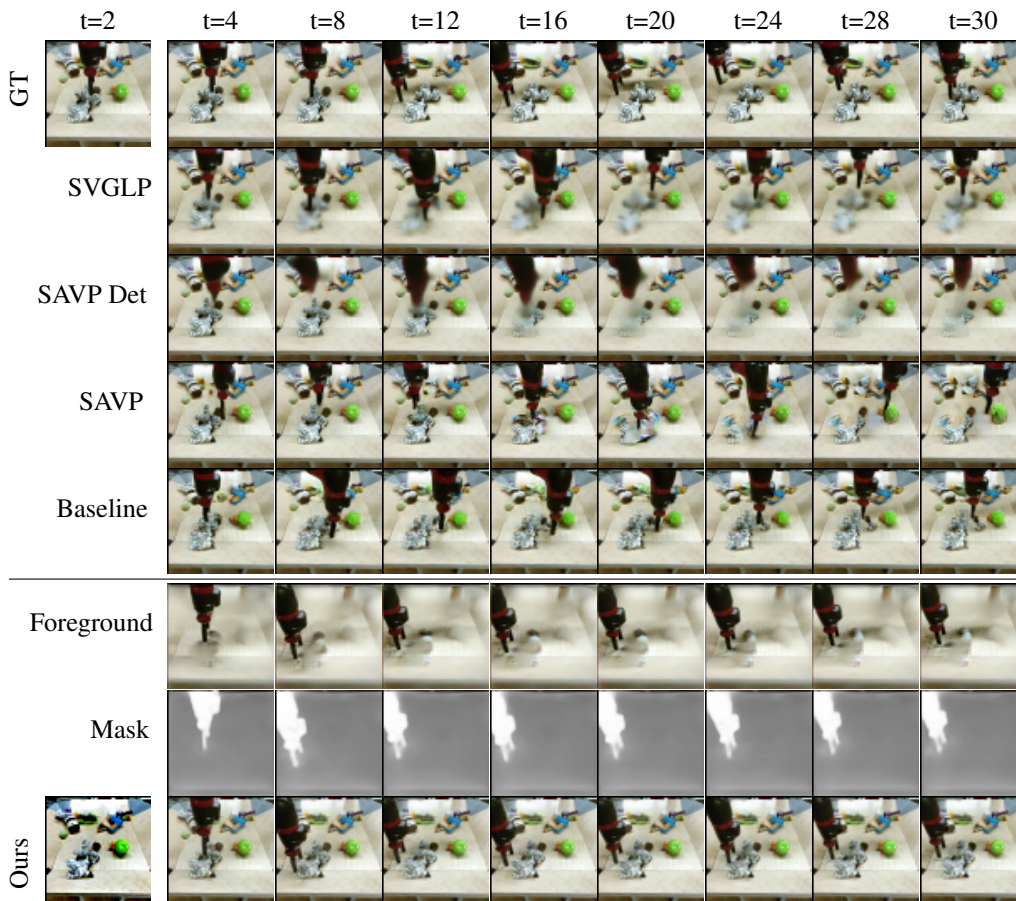 t=2 t=4 t=8 t=12 t=16 t=20 t=24 t=28 t=30
GT
SVGLP
SAVP Det
SAVP
Baseline
Foreground
Mask
Ours